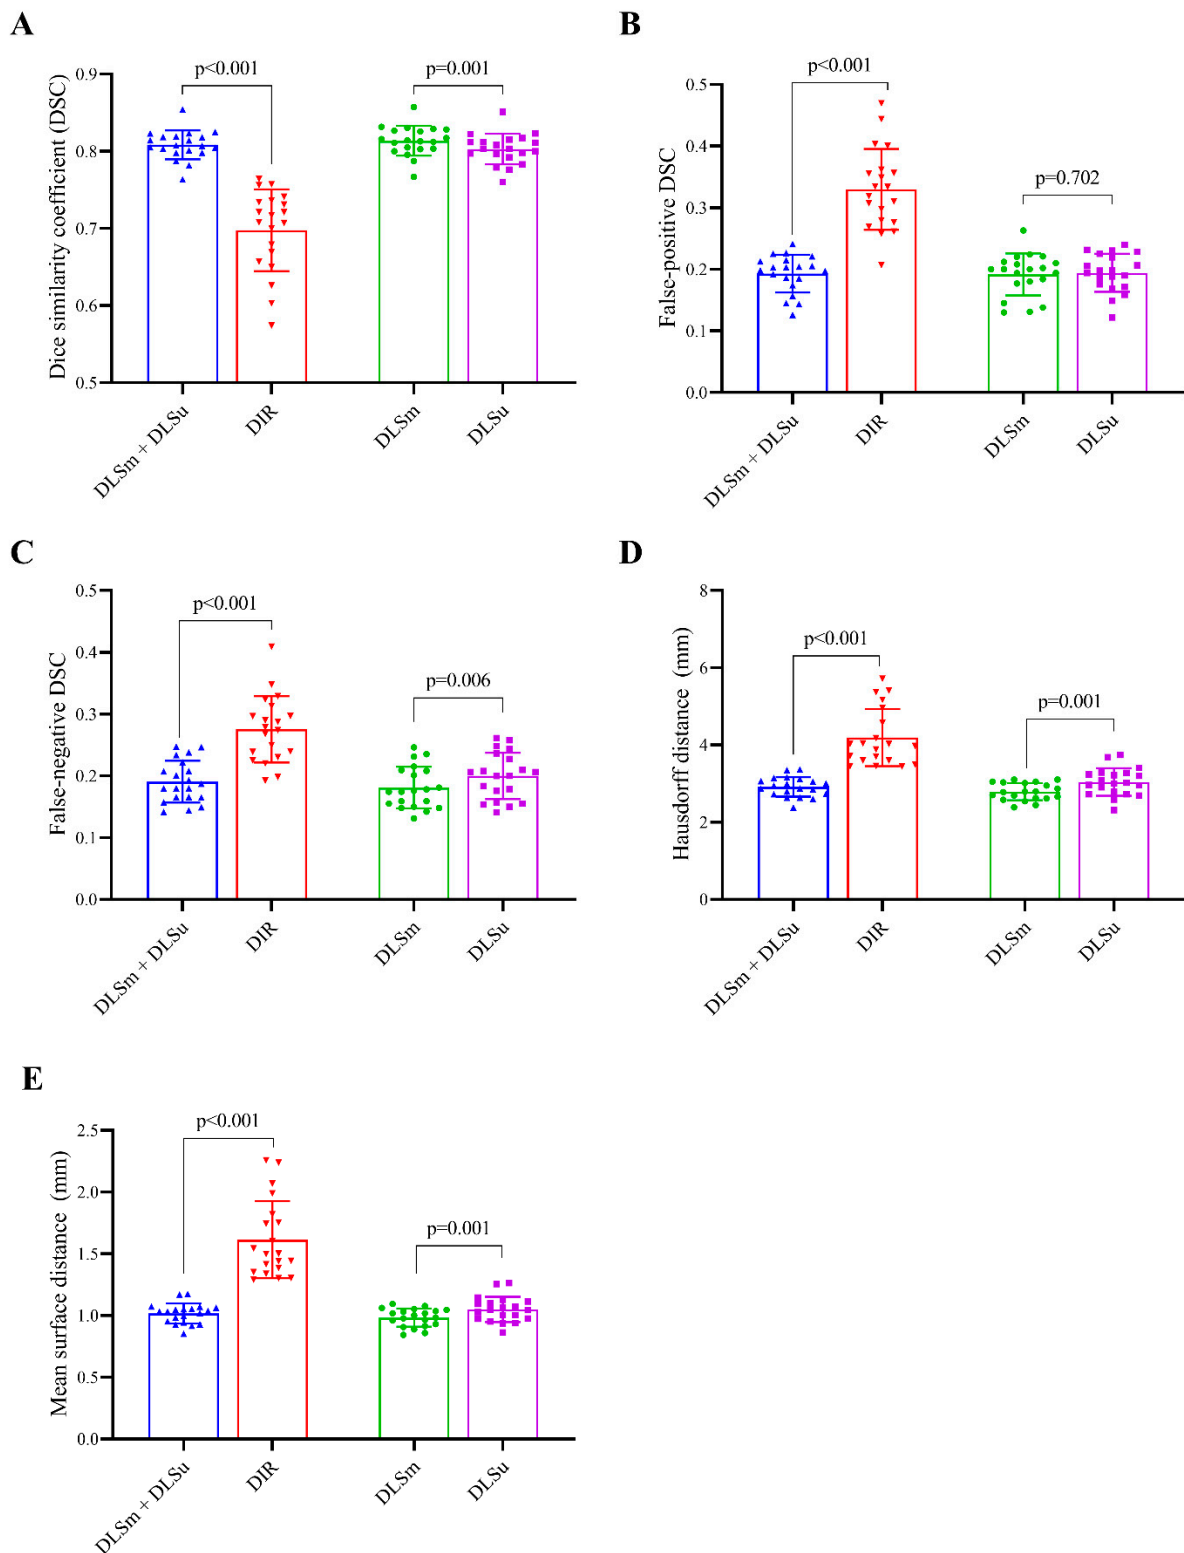 A
Dice similarity coefficient (DSC)
0.9
0.8
0.7
0.6
0.5
p<0.001
p=0.001
DLSm + DLSu
DIR
DLSm
DLSu
B
False-positive DSC
0.5
0.4
0.3
0.2
0.1
0.0
p<0.001
p=0.702
DLSm + DLSu
DIR
DLSm
DLSu
C
False-negative DSC
0.5
0.4
0.3
0.2
0.1
0.0
p<0.001
p=0.006
DLSm + DLSu
DIR
DLSm
DLSu
D
Hausdorff distance (mm)
8
6
4
2
0
p<0.001
p=0.001
DLSm + DLSu
DIR
DLSm
DLSu
E
Mean surface distance (mm)
2.5
2.0
1.5
1.0
0.5
0.0
p<0.001
p=0.001
DLSm + DLSu
DIR
DLSm
DLSu